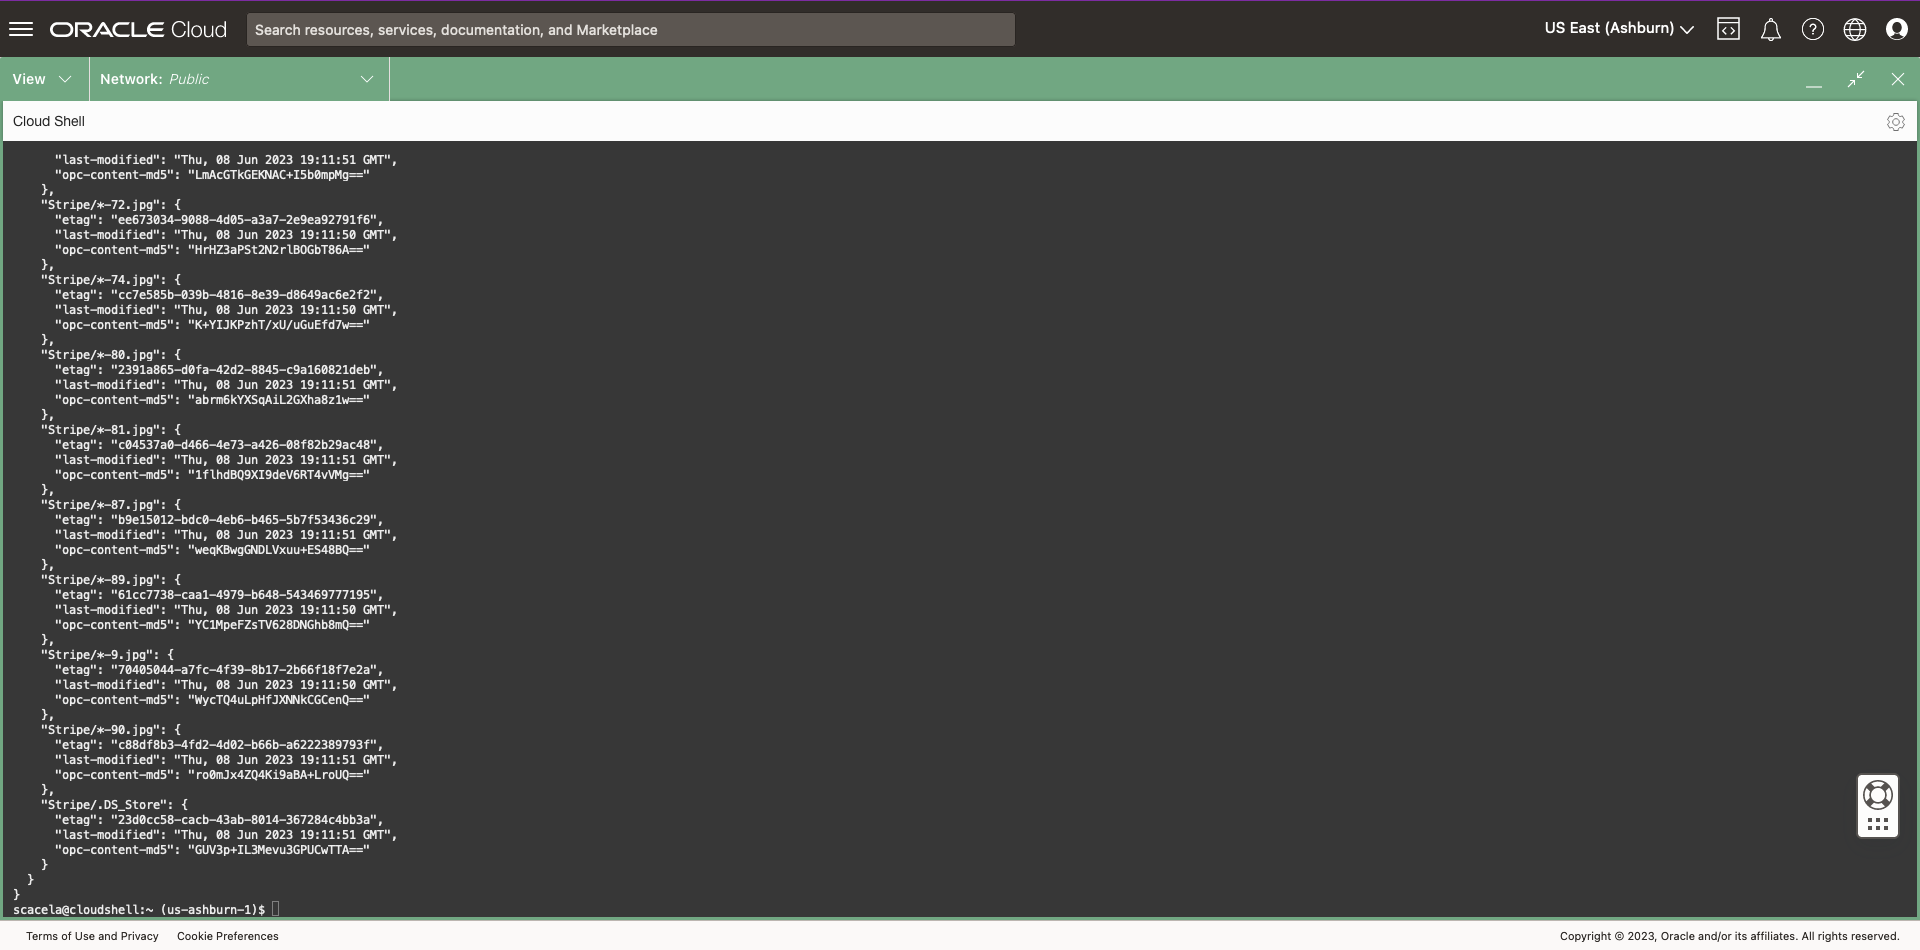 ORACLE Cloud
Search resources, services, documentation, and Marketplace
US East (Ashburn)
View
Network: Public
Cloud Shell
"last-modified": "Thu, 08 Jun 2023 19:11:51 GMT",
"opc-content-md5": "LmAcGTkGEKNAC+I5b0mpMg=="
},
"Stripe/*-72.jpg": {
"etag": "ee673034-9088-4d05-a3a7-2e9ea92791f6",
"last-modified": "Thu, 08 Jun 2023 19:11:50 GMT",
"opc-content-md5": "HrHZ3aPSt2N2rlBOGbT86A=="
},
"Stripe/*-74.jpg": {
"etag": "cc7e585b-039b-4816-8e39-d8649ac6e2f2",
"last-modified": "Thu, 08 Jun 2023 19:11:50 GMT",
"opc-content-md5": "K+YIJKPzhT/xU/uGuEfd7w=="
},
"Stripe/*-80.jpg": {
"etag": "2391a865-d0fa-42d2-8845-c9a160821deb",
"last-modified": "Thu, 08 Jun 2023 19:11:51 GMT",
"opc-content-md5": "abrm6kYXSqAiL2GXha8z1w=="
},
"Stripe/*-81.jpg": {
"etag": "c04537a0-d466-4e73-a426-08f82b29ac48",
"last-modified": "Thu, 08 Jun 2023 19:11:51 GMT",
"opc-content-md5": "1flhdBQ9XI9deV6RT4vVMg=="
},
"Stripe/*-87.jpg": {
"etag": "b9e15012-bdc0-4eb6-b465-5b7f53436c29",
"last-modified": "Thu, 08 Jun 2023 19:11:51 GMT",
"opc-content-md5": "weqKBwgGNDLVxuu+ES48BQ=="
},
"Stripe/*-89.jpg": {
"etag": "61cc7738-caa1-4979-b648-543469777195",
"last-modified": "Thu, 08 Jun 2023 19:11:50 GMT",
"opc-content-md5": "YC1MpeFZsTV628DNGhb8mQ=="
},
"Stripe/*-9.jpg": {
"etag": "70405044-a7fc-4f39-8b17-2b66f18f7e2a",
"last-modified": "Thu, 08 Jun 2023 19:11:50 GMT",
"opc-content-md5": "WycTQ4uLpHfJXNNkCGCenQ=="
},
"Stripe/*-90.jpg": {
"etag": "c88df8b3-4fd2-4d02-b66b-a6222389793f",
"last-modified": "Thu, 08 Jun 2023 19:11:51 GMT",
"opc-content-md5": "ro0mJx4ZQ4Ki9aBA+LroUQ=="
},
"Stripe/.DS_Store": {
"etag": "23d0cc58-cacb-43ab-8014-367284c4bb3a",
"last-modified": "Thu, 08 Jun 2023 19:11:51 GMT",
"opc-content-md5": "GUV3p+IL3Mevu3GPUCwTTA=="
}
}
}
scacela@cloudshell:~ (us-ashburn-1)$
Terms of Use and Privacy
Cookie Preferences
Copyright © 2023, Oracle and/or its affiliates. All rights reserved.